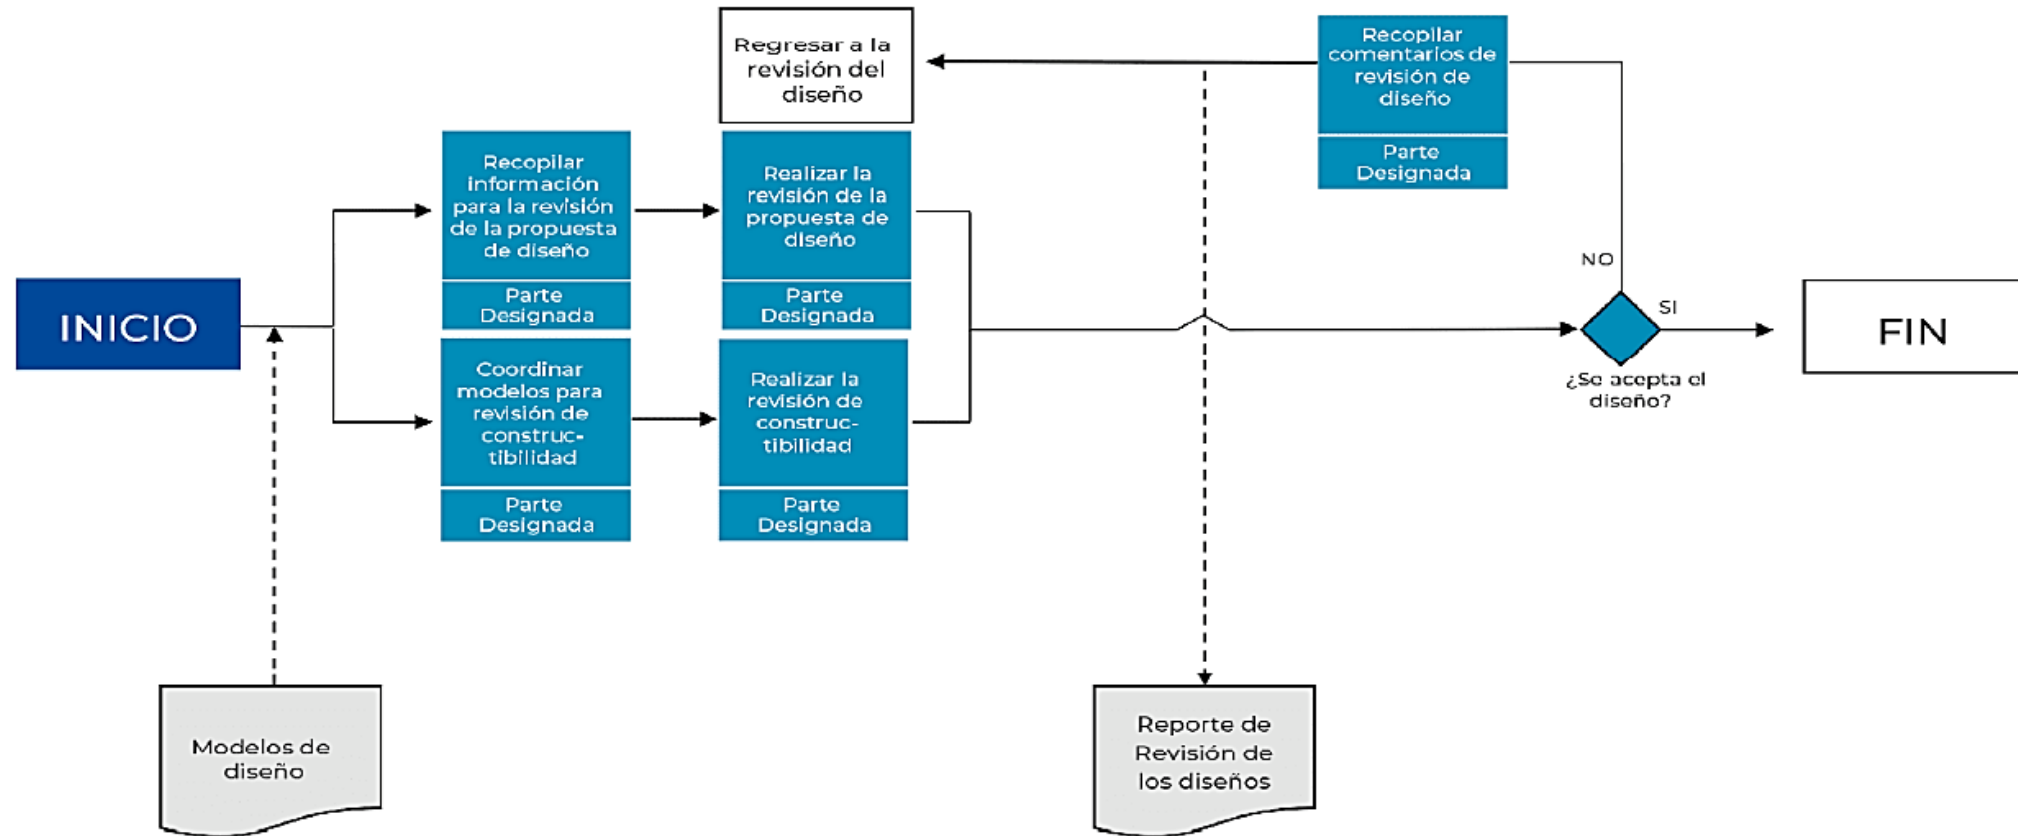 Regresar a la
revisión del
diseño
Recopilar
comentarios de
revisión de
diseño
Parte
Designada
Recopilar
información
para la revisión
de la propuesta
de diseño
Parte
Designada
Realizar la
revisión de la
propuesta de
diseño
Parte
Designada
INICIO
Coordinar
modelos para
revisión de
construc-
tibilidad
Parte
Designada
Realizar la
revisión de
construc-
tibilidad
Parte
Designada
NO
SI
¿Se acepta el
diseño?
FIN
Modelos de
diseño
Reporte de
Revisión de
los diseños